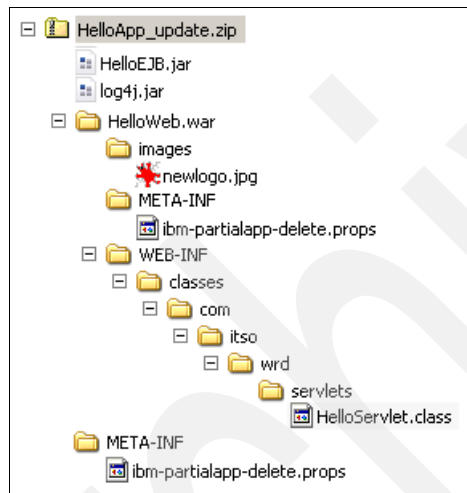 HelloApp_update.zip
HelloEJB.jar
log4j.jar
HelloWeb.war
images
newlogo.jpg
META-INF
ibm-partialapp-delete.props
WEB-INF
classes
com
itso
wrd
servlets
HelloServlet.class
META-INF
ibm-partialapp-delete.props